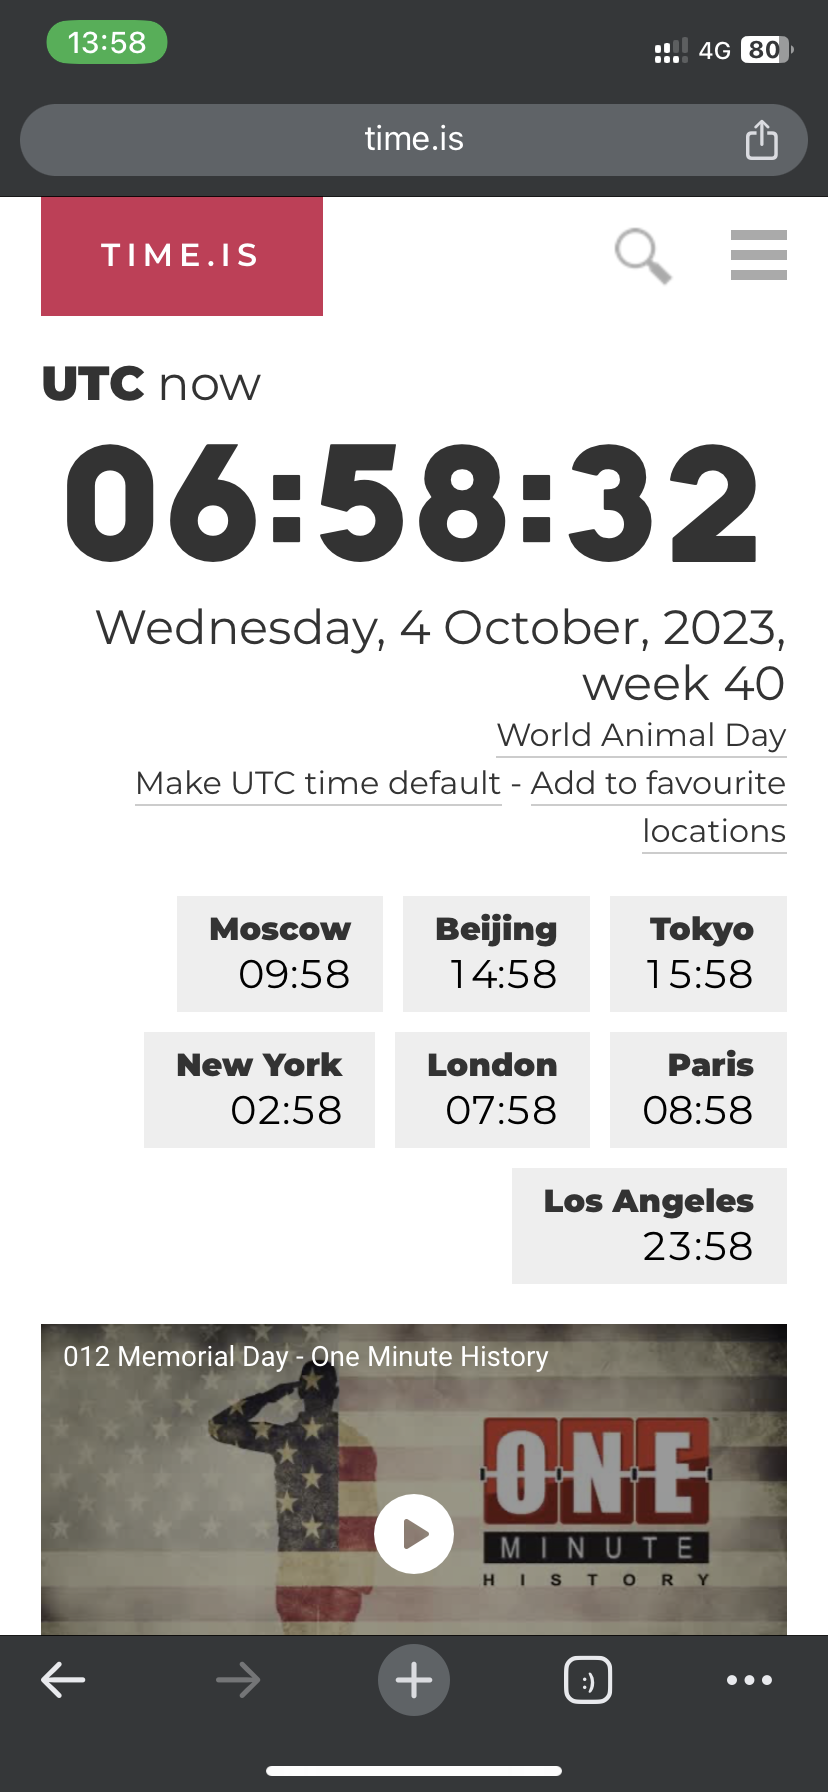 13:58
4G 80
time.is
TIME.IS
UTC now
06:58:32
Wednesday, 4 October, 2023,
week 40
World Animal Day
Make UTC time default - Add to favourite
locations
Moscow
09:58
Beijing
14:58
Tokyo
15:58
New York
02:58
London
07:58
Paris
08:58
Los Angeles
23:58
012 Memorial Day - One Minute History
ONE
MINUTE
HISTORY
:)